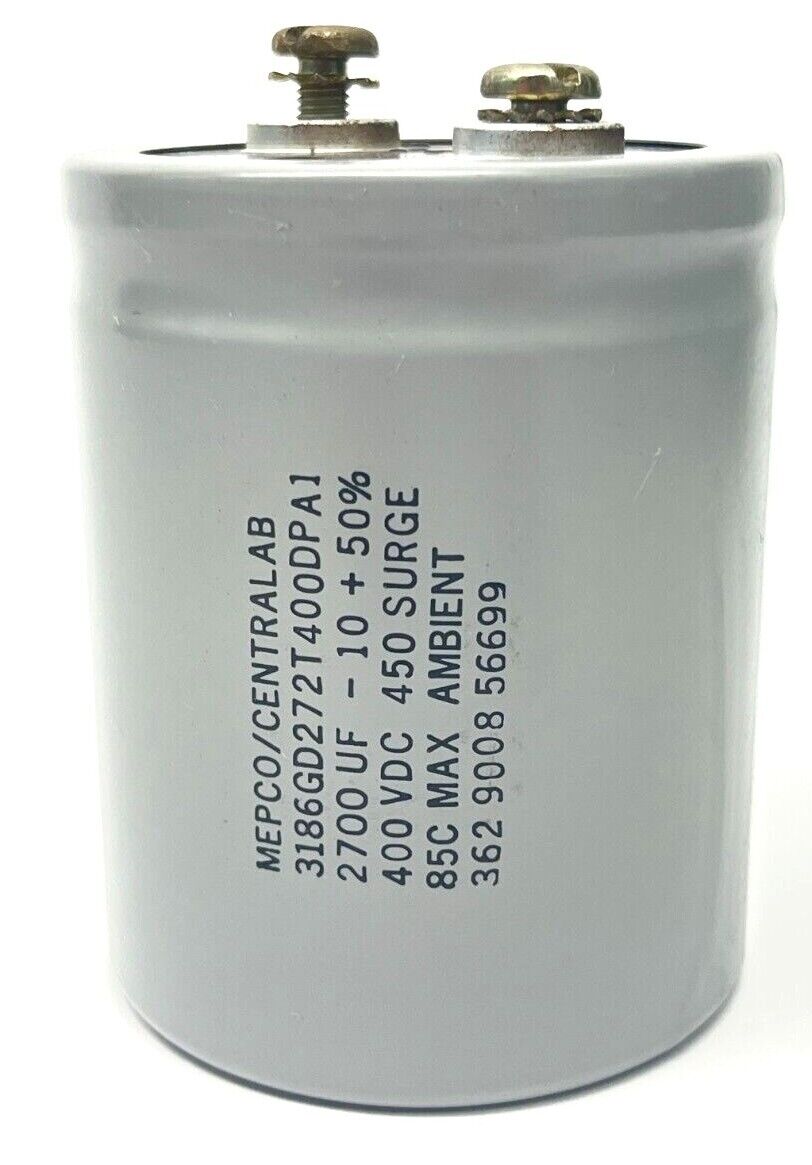 MEPCO/CENTRALAB
3186GD272T400DPA1
2700 UF - 10 + 50%
400 VDC 450 SURGE
85C MAX AMBIENT
362 9008 56699